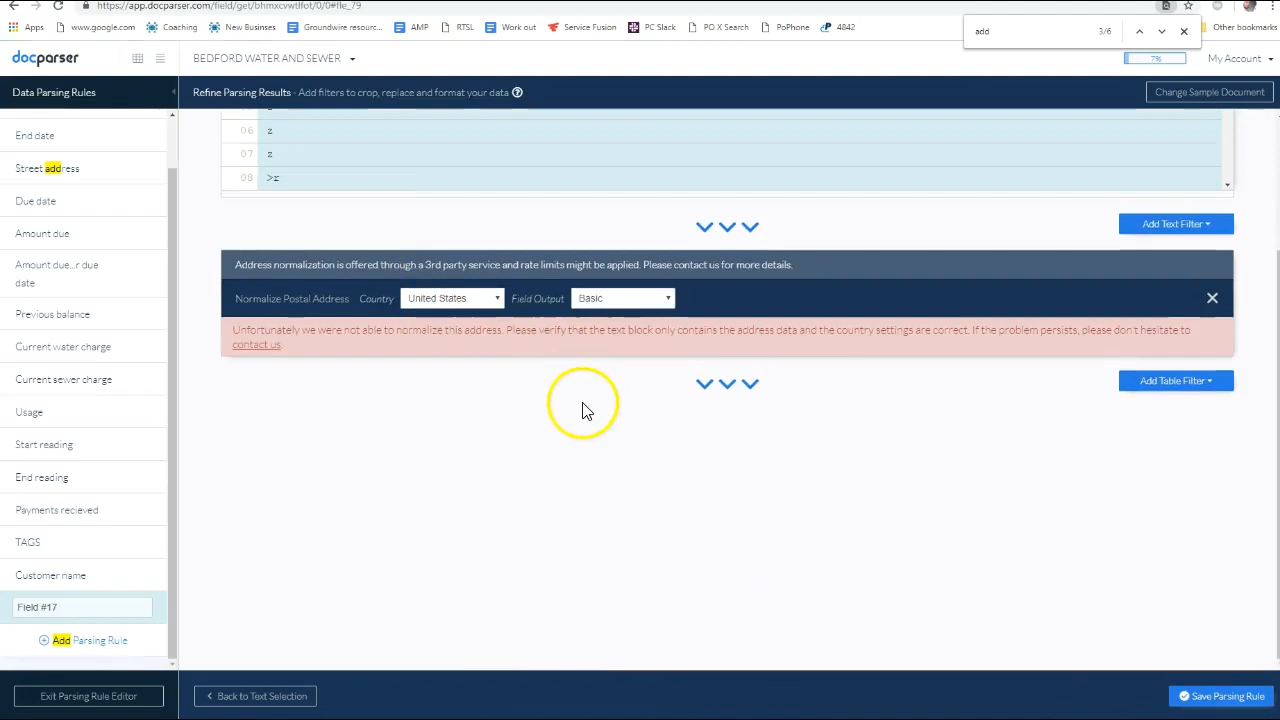 https://app.docparser.com/field/get/bhmxcvwtlfot/0/0#fle_79
Apps www.google.com Coaching New Busines Groundwire resourc... AMP RTSL Work out Service Fusion PC Slack PO X Search PoPhone 4842 Other bookmarks
add 3/6
docparser
BEDFORD WATER AND SEWER
7%
My Account
Data Parsing Rules
Refine Parsing Results - Add filters to crop, replace and format your data
Change Sample Document
End date
Street address
Due date
Amount due
Amount due...r due date
Previous balance
Current water charge
Current sewer charge
Usage
Start reading
End reading
Payments recieved
TAGS
Customer name
Field #17
Add Parsing Rule
Exit Parsing Rule Editor
06 z
07 z
08 >r
Add Text Filter
Address normalization is offered through a 3rd party service and rate limits might be applied. Please contact us for more details.
Normalize Postal Address Country United States Field Output Basic
Unfortunately we were not able to normalize this address. Please verify that the text block only contains the address data and the country settings are correct. If the problem persists, please don't hesitate to
contact us.
Add Table Filter
Back to Text Selection
Save Parsing Rule